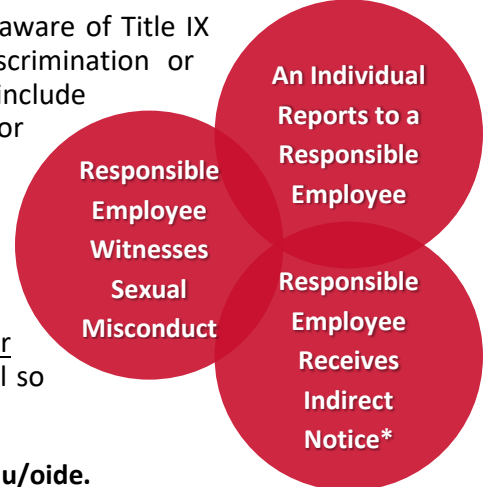 aware of Title IX
scrimination or
include
or
r
l so
u/oide.
Responsible
Employee
Witnesses
Sexual
Misconduct
An Individual
Reports to a
Responsible
Employee
Responsible
Employee
Receives
Indirect
Notice*